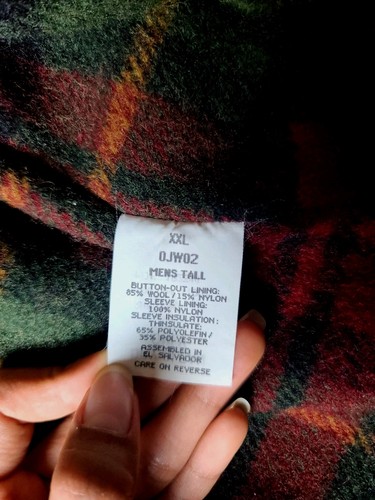 XXL
0JW02
MENS TALL
BUTTON-OUT LINING:
85% WOOL/15% NYLON
SLEEVE LINING:
100% NYLON
SLEEVE INSULATION:
THINSULATE:
65% POLYOLEFIN/
35% POLYESTER
ASSEMBLED IN
EL SALVADOR
CARE ON REVERSE